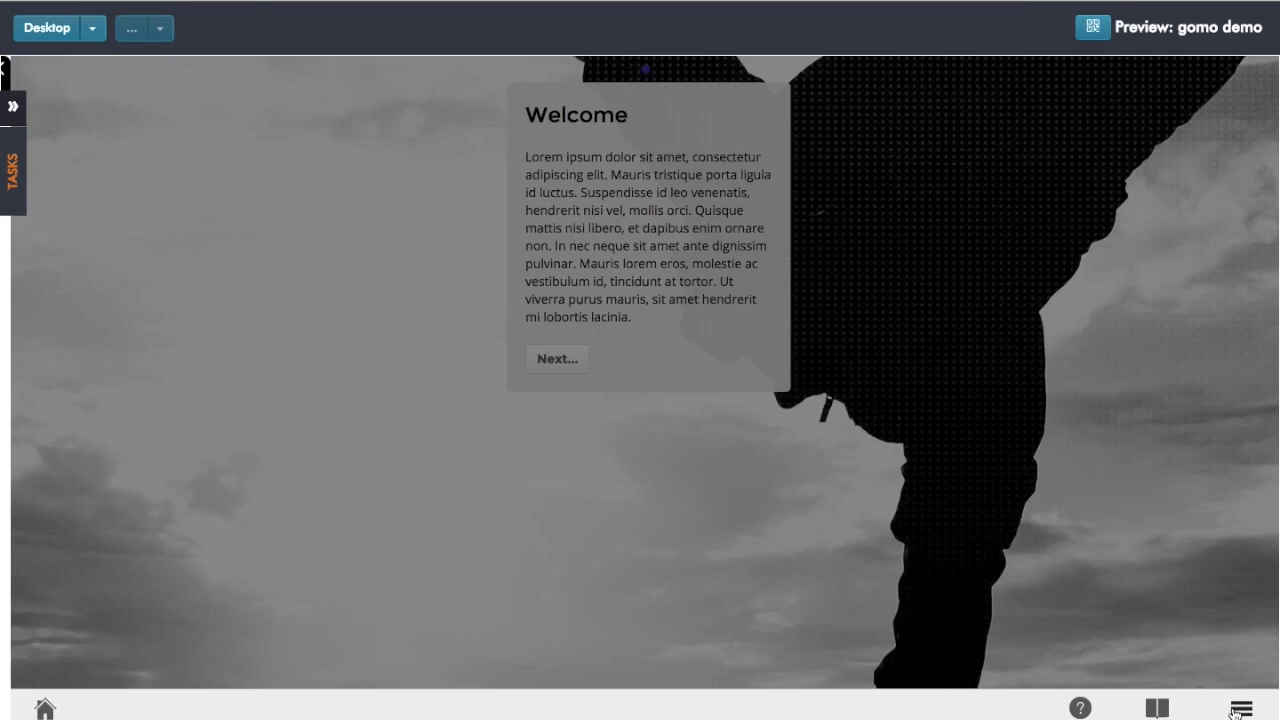 Desktop
...
Preview: gomo demo
»
TASKS
Welcome
Lorem ipsum dolor sit amet, consectetur
adipiscing elit. Mauris tristique porta ligula
id luctus. Suspendisse id leo venenatis,
hendrerit nisi vel, mollis orci. Quisque
mattis nisi libero, et dapibus enim ornare
non. In nec neque sit amet ante dignissim
pulvinar. Mauris lorem eros, molestie ac
vestibulum id, tincidunt at tortor. Ut
viverra purus mauris, sit amet hendrerit
mi lobortis lacinia.
Next...
?